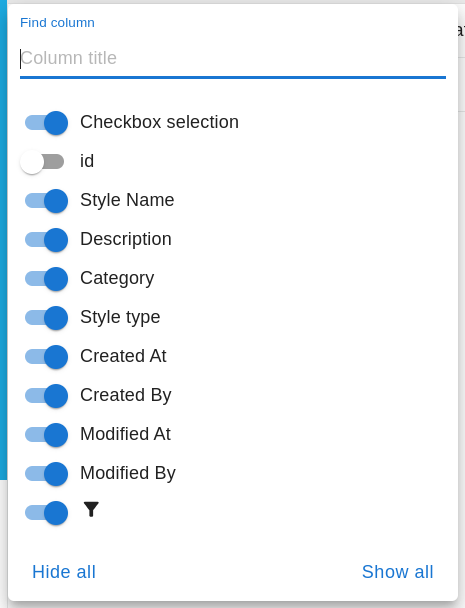 Find column
Column title
Checkbox selection
id
Style Name
Description
Category
Style type
Created At
Created By
Modified At
Modified By
Hide all
Show all